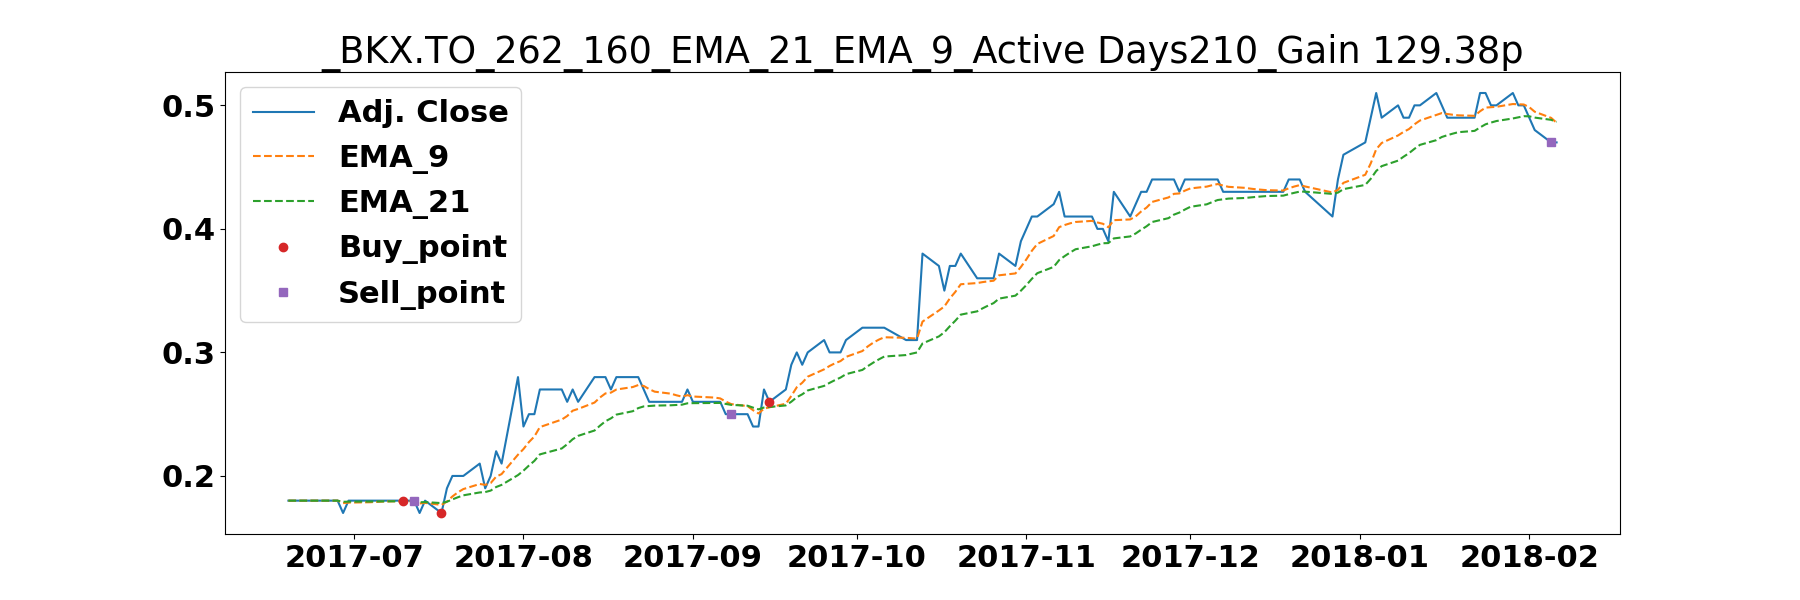 _BKX.TO_262_160_EMA_21_EMA_9_Active Days210_Gain 129.38p
Adj. Close
EMA_9
EMA_21
Buy_point
Sell_point
0.5
0.4
0.3
0.2
2017-07 2017-08 2017-09 2017-10 2017-11 2017-12 2018-01 2018-02